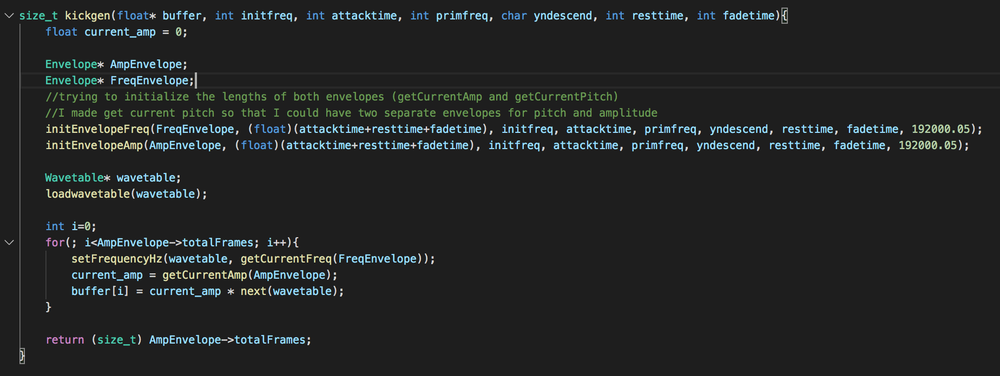 size_t kickgen(float* buffer, int initfreq, int attacktime, int primfreq, char yndescend, int resttime, int fadetime){
float current_amp = 0;
Envelope* AmpEnvelope;
Envelope* FreqEnvelope;
//trying to initialize the lengths of both envelopes (getCurrentAmp and getCurrentPitch)
//I made get current pitch so that I could have two separate envelopes for pitch and amplitude
initEnvelopeFreq(FreqEnvelope, (float)(attacktime+resttime+fadetime), initfreq, attacktime, primfreq, yndescend, resttime, fadetime, 192000.05);
initEnvelopeAmp(AmpEnvelope, (float)(attacktime+resttime+fadetime), initfreq, attacktime, primfreq, yndescend, resttime, fadetime, 192000.05);
Wavetable* wavetable;
loadwavetable(wavetable);
int i=0;
for(; i<AmpEnvelope->totalFrames; i++){
setFrequencyHz(wavetable, getCurrentFreq(FreqEnvelope));
current_amp = getCurrentAmp(AmpEnvelope);
buffer[i] = current_amp * next(wavetable);
}
return (size_t) AmpEnvelope->totalFrames;
}